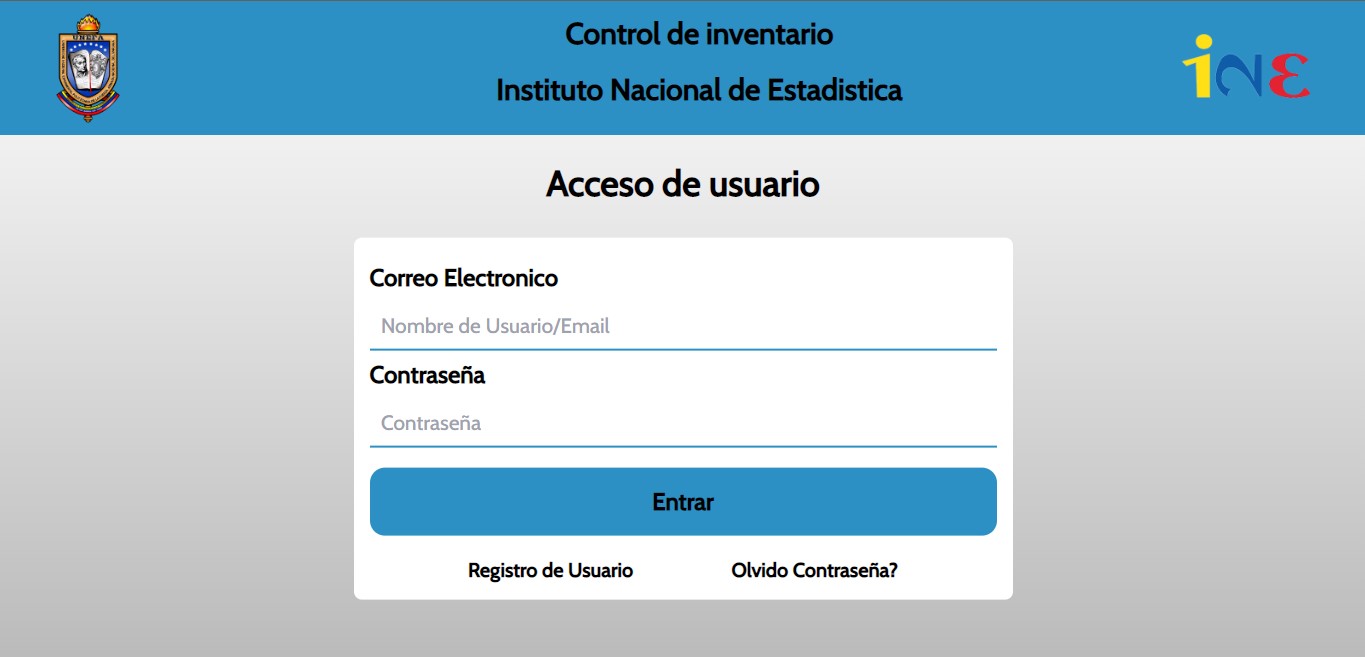 Control de inventario
Instituto Nacional de Estadistica
UNEFA
iNE
Acceso de usuario
Correo Electronico
Nombre de Usuario/Email
Contraseña
Contraseña
Entrar
Registro de Usuario Olvido Contraseña?